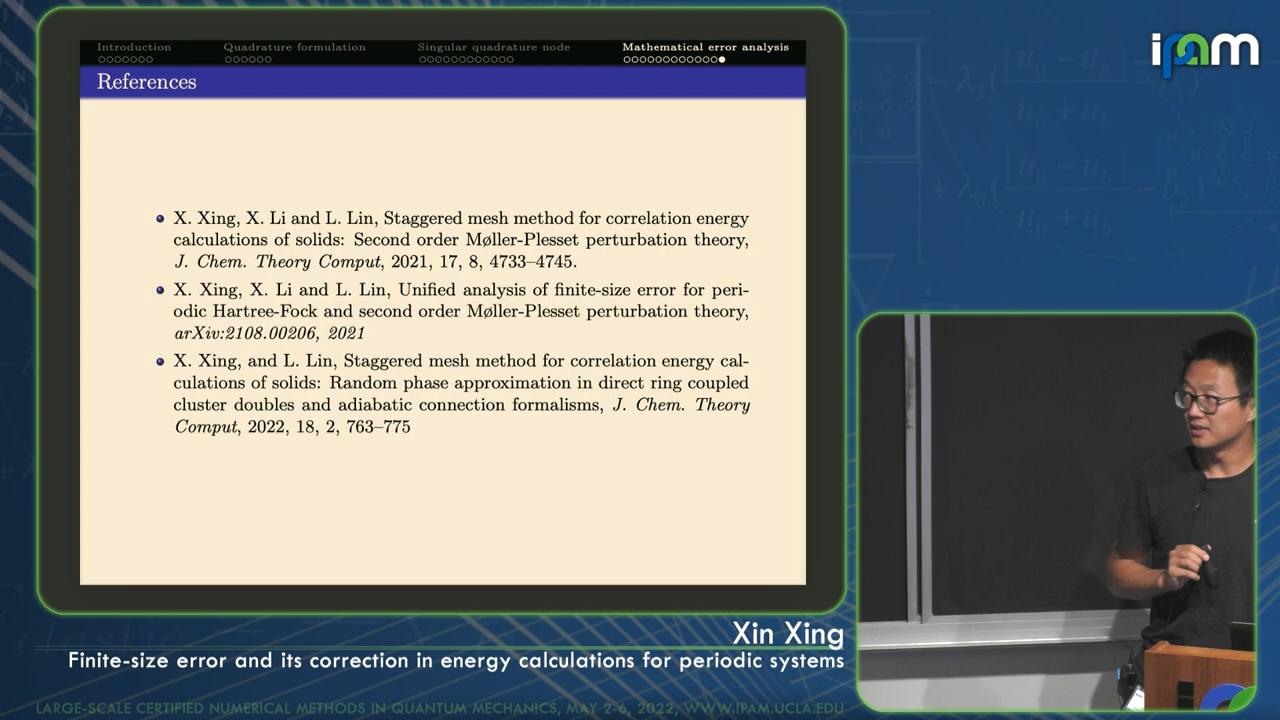 ipam
Introduction Quadrature formulation Singular quadrature node Mathematical error analysis
References
X. Xing, X. Li and L. Lin, Staggered mesh method for correlation energy
calculations of solids: Second order Møller-Plesset perturbation theory,
J. Chem. Theory Comput, 2021, 17, 8, 4733–4745.
X. Xing, X. Li and L. Lin, Unified analysis of finite-size error for peri-
odic Hartree-Fock and second order Møller-Plesset perturbation theory,
arXiv:2108.00206, 2021
X. Xing, and L. Lin, Staggered mesh method for correlation energy cal-
culations of solids: Random phase approximation in direct ring coupled
cluster doubles and adiabatic connection formalisms, J. Chem. Theory
Comput, 2022, 18, 2, 763–775
Xin Xing
Finite-size error and its correction in energy calculations for periodic systems
LARGE-SCALE CERTIFIED NUMERICAL METHODS IN QUANTUM MECHANICS, MAY 2-6, 2022, WWW.IPAM.UCLA.EDU